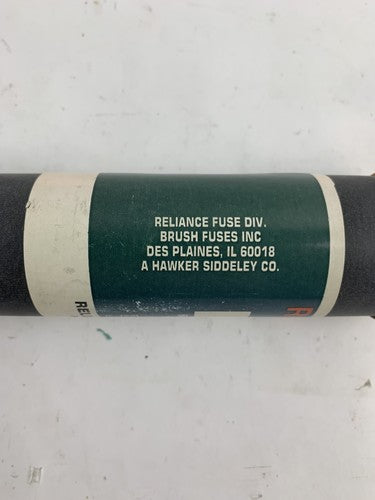 RELIANCE FUSE DIV.
BRUSH FUSES INC
DES PLAINES, IL 60018
A HAWKER SIDDELEY CO.